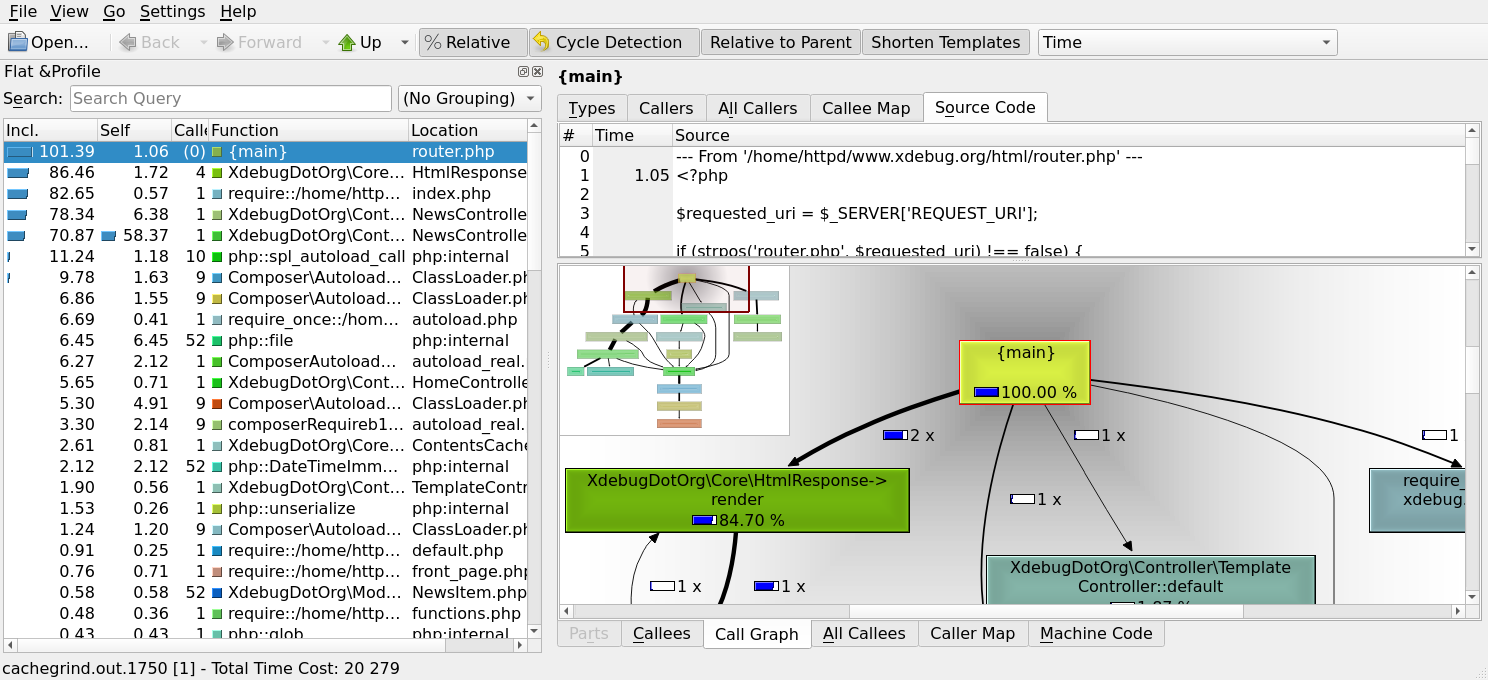 File View Go Settings Help
Open... Back Forward Up % Relative Cycle Detection Relative to Parent Shorten Templates Time
Flat &Profile
Search: Search Query (No Grouping)
Incl. Self Calle Function Location
101.39 1.06 (0) {main} router.php
86.46 1.72 4 XdebugDotOrg\Core... HtmlResponse
82.65 0.57 1 require::/home/http... index.php
78.34 6.38 1 XdebugDotOrg\Cont... NewsControlle
70.87 58.37 1 XdebugDotOrg\Cont... NewsControlle
11.24 1.18 10 php::spl_autoload_call php:internal
9.78 1.63 9 Composer\Autoload... ClassLoader.ph
6.86 1.55 9 Composer\Autoload... ClassLoader.ph
6.69 0.41 1 require_once::/hom... autoload.php
6.45 6.45 52 php::file php:internal
6.27 2.12 1 ComposerAutoload... autoload_real.
5.65 0.71 1 XdebugDotOrg\Cont... HomeControlle
5.30 4.91 9 Composer\Autoload... ClassLoader.ph
3.30 2.14 9 composerRequireb1... autoload_real.
2.61 0.81 1 XdebugDotOrg\Core... ContentsCache
2.12 2.12 52 php::DateTimeImm... php:internal
1.90 0.56 1 XdebugDotOrg\Cont... TemplateContr
1.53 0.26 1 php::unserialize php:internal
1.24 1.20 9 Composer\Autoload... ClassLoader.ph
0.91 0.25 1 require::/home/http... default.php
0.76 0.71 1 require::/home/http... front_page.php
0.58 0.58 52 XdebugDotOrg\Mod... NewsItem.php
0.48 0.36 1 require::/home/http... functions.php
0.43 0.43 1 php::glob php:internal
{main}
Types Callers All Callers Callee Map Source Code
# Time Source
0 --- From '/home/httpd/www.xdebug.org/html/router.php' ---
1 1.05 <?php
2
3 $requested_uri = $_SERVER['REQUEST_URI'];
4
5 if (strpos('router.php', $requested_uri) !== false) {
{main}
100.00 %
2 x
1 x
1
XdebugDotOrg\Core\HtmlResponse->
render
84.70 %
require_
xdebug.
1 x
XdebugDotOrg\Controller\Template
Controller::default
1.87 %
1 x
1 x
Parts Callees Call Graph All Callees Caller Map Machine Code
cachegrind.out.1750 [1] - Total Time Cost: 20 279